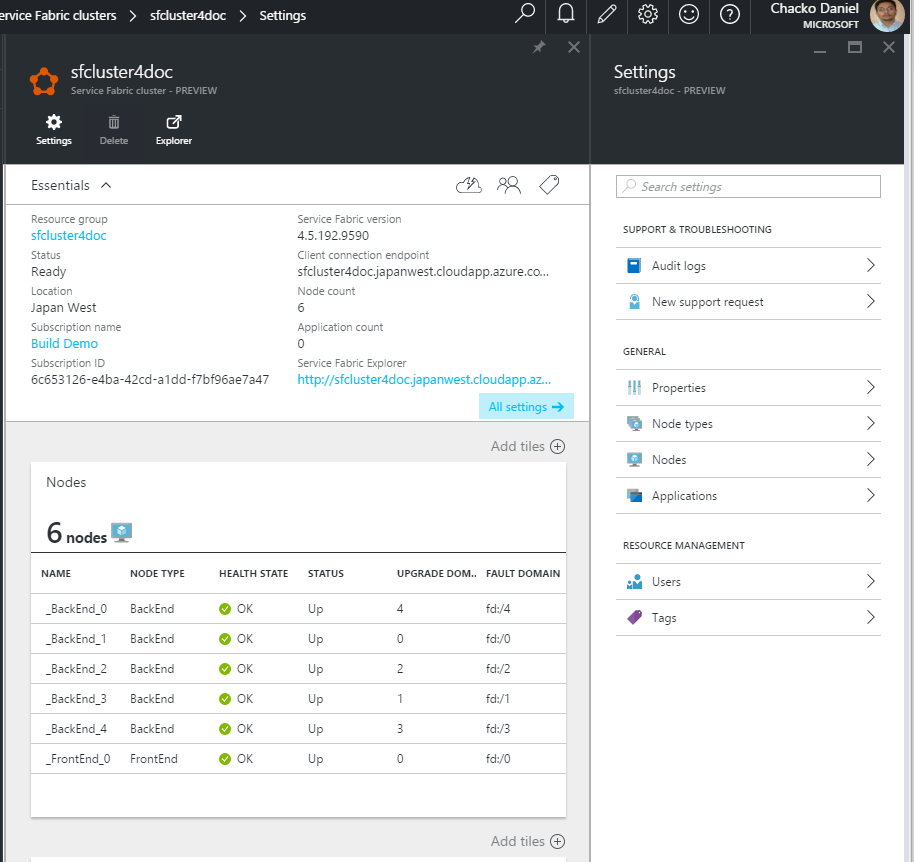 ervice Fabric clusters > sfcluster4doc > Settings
Chacko Daniel
MICROSOFT
sfcluster4doc
Service Fabric cluster - PREVIEW
Settings Delete Explorer
Essentials
Resource group
sfcluster4doc
Status
Ready
Location
Japan West
Subscription name
Build Demo
Subscription ID
6c653126-e4ba-42cd-a1dd-f7bf96ae7a47
Service Fabric version
4.5.192.9590
Client connection endpoint
sfcluster4doc.japanwest.cloudapp.azure.co...
Node count
6
Application count
0
Service Fabric Explorer
http://sfcluster4doc.japanwest.cloudapp.az...
All settings →
Add tiles
Nodes
6 nodes
NAME NODE TYPE HEALTH STATE STATUS UPGRADE DOM.. FAULT DOMAIN
_BackEnd_0 BackEnd OK Up 4 fd:/4
_BackEnd_1 BackEnd OK Up 0 fd:/0
_BackEnd_2 BackEnd OK Up 2 fd:/2
_BackEnd_3 BackEnd OK Up 1 fd:/1
_BackEnd_4 BackEnd OK Up 3 fd:/3
_FrontEnd_0 FrontEnd OK Up 0 fd:/0
Add tiles
Settings
sfcluster4doc - PREVIEW
Search settings
SUPPORT & TROUBLESHOOTING
Audit logs
New support request
GENERAL
Properties
Node types
Nodes
Applications
RESOURCE MANAGEMENT
Users
Tags